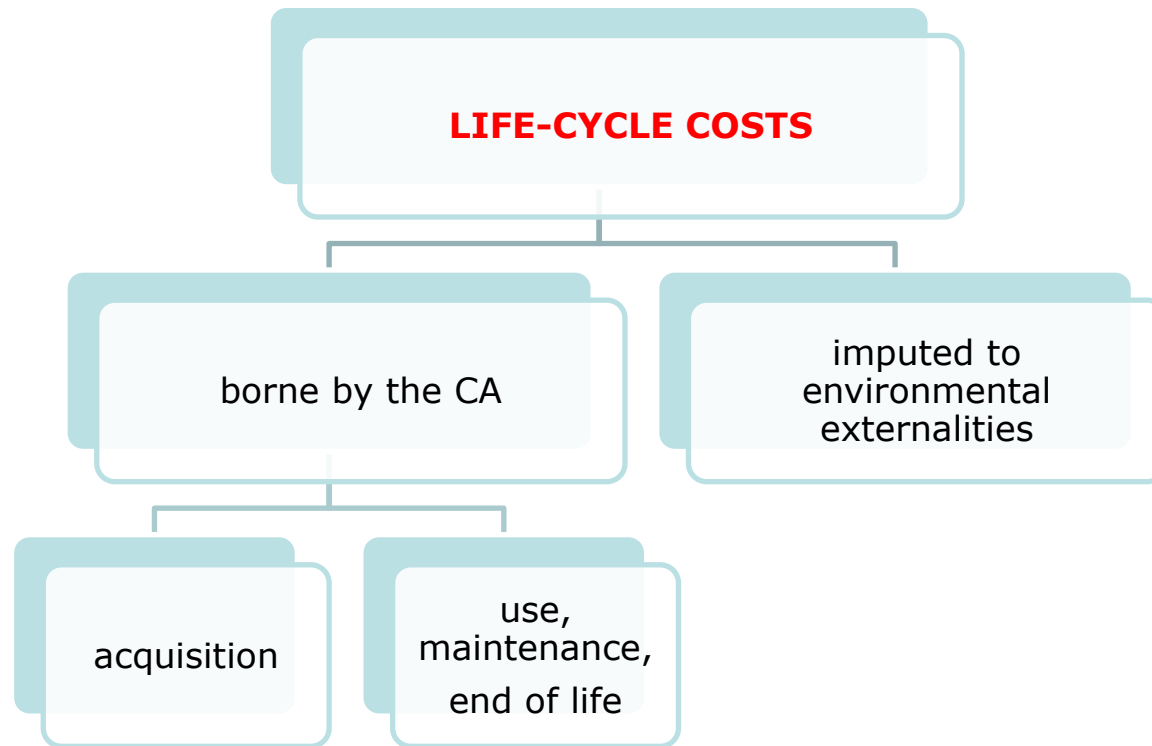 LIFE-CYCLE COSTS
borne by the CA
imputed to
environmental
externalities
acquisition
use,
maintenance,
end of life